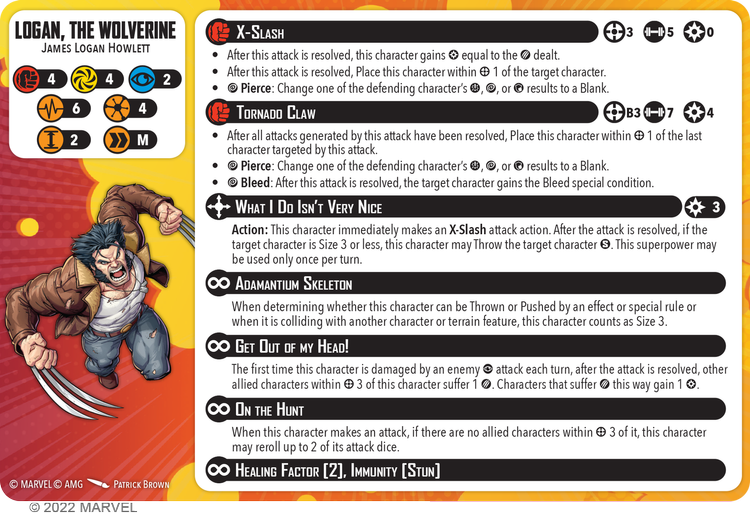 LOGAN, THE WOLVERINE
James Logan Howlett
4 4 2
6 4
2 M
X-Slash 3 5 0
• After this attack is resolved, this character gains equal to the dealt.
• After this attack is resolved, Place this character within 1 of the target character.
• Pierce: Change one of the defending character's , , or results to a Blank.
Tornado Claw B3 7 4
• After all attacks generated by this attack have been resolved, Place this character within 1 of the last
character targeted by this attack.
• Pierce: Change one of the defending character's , , or results to a Blank.
• Bleed: After this attack is resolved, the target character gains the Bleed special condition.
What I Do Isn't Very Nice 3
Action: This character immediately makes an X-Slash attack action. After the attack is resolved, if the
target character is Size 3 or less, this character may Throw the target character S. This superpower may
be used only once per turn.
Adamantium Skeleton
When determining whether this character can be Thrown or Pushed by an effect or special rule or
when it is colliding with another character or terrain feature, this character counts as Size 3.
Get Out of my Head!
The first time this character is damaged by an enemy attack each turn, after the attack is resolved, other
allied characters within 3 of this character suffer 1 . Characters that suffer this way gain 1 .
On the Hunt
When this character makes an attack, if there are no allied characters within 3 of it, this character
may reroll up to 2 of its attack dice.
Healing Factor [2], Immunity [Stun]
© MARVEL © AMG Patrick Brown
© 2022 MARVEL